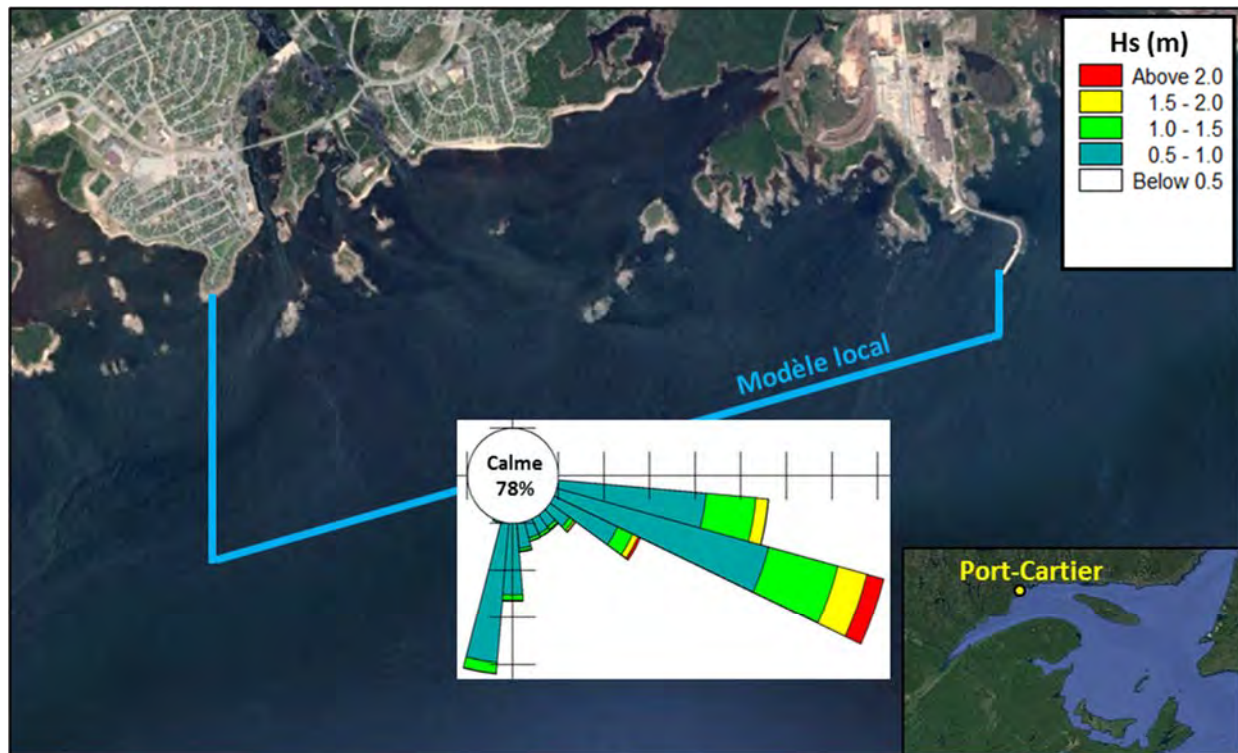 Hs (m)
Above 2.0
1.5 - 2.0
1.0 - 1.5
0.5 - 1.0
Below 0.5
Modèle local
Calme
78%
Port-Cartier